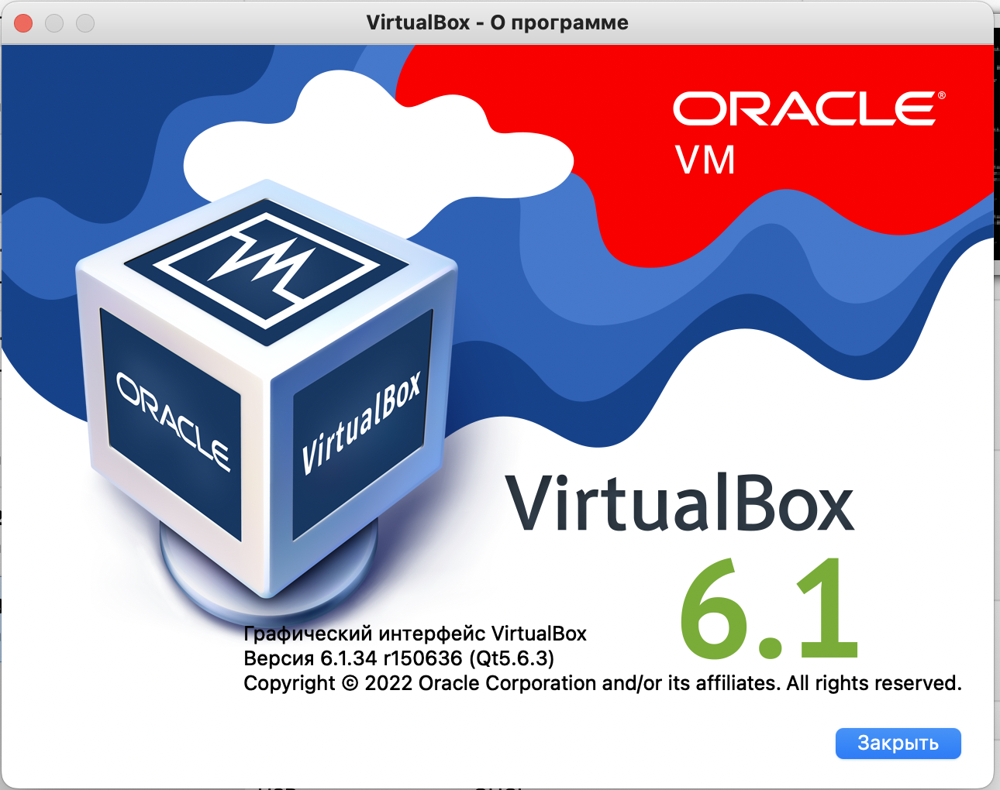 VirtualBox - О программе
ORACLE®
VM
ORACLE
VirtualBox
VirtualBox
6.1
Графический интерфейс VirtualBox
Версия 6.1.34 r150636 (Qt5.6.3)
Copyright © 2022 Oracle Corporation and/or its affiliates. All rights reserved.
Закрыть